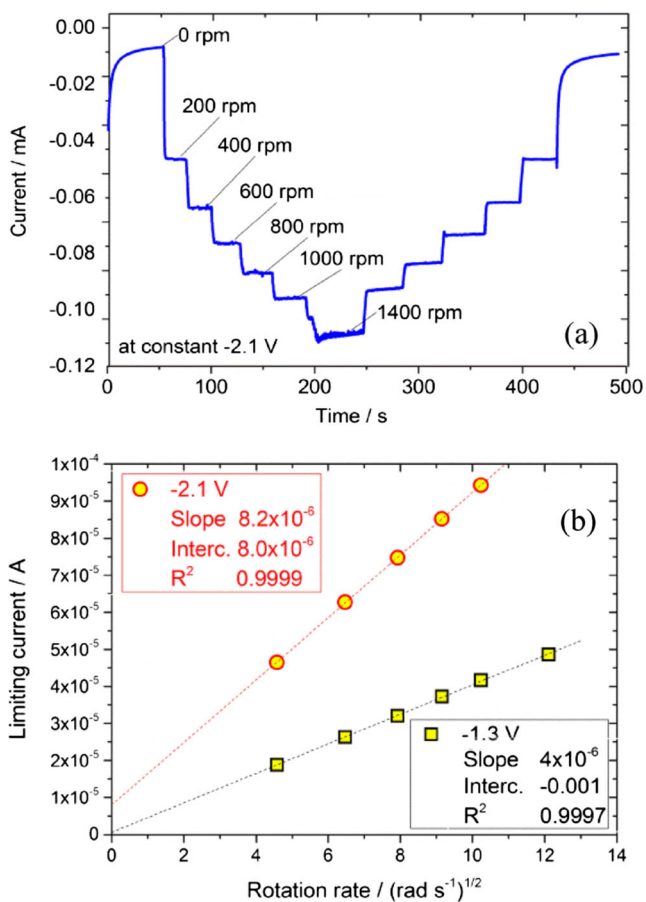 0.00
-0.02
-0.04
-0.06
-0.08
-0.10
-0.12
Current / mA
0 rpm
200 rpm
400 rpm
600 rpm
800 rpm
1000 rpm
1400 rpm
at constant -2.1 V
(a)
0 100 200 300 400 500
Time / s
1x10⁻⁴
9x10⁻⁵
8x10⁻⁵
7x10⁻⁵
6x10⁻⁵
5x10⁻⁵
4x10⁻⁵
3x10⁻⁵
2x10⁻⁵
1x10⁻⁵
0
Limiting current / A
-2.1 V
Slope 8.2x10⁻⁶
Interc. 8.0x10⁻⁶
R² 0.9999
(b)
-1.3 V
Slope 4x10⁻⁶
Interc. -0.001
R² 0.9997
0 2 4 6 8 10 12 14
Rotation rate / (rad s⁻¹)¹ᐟ²